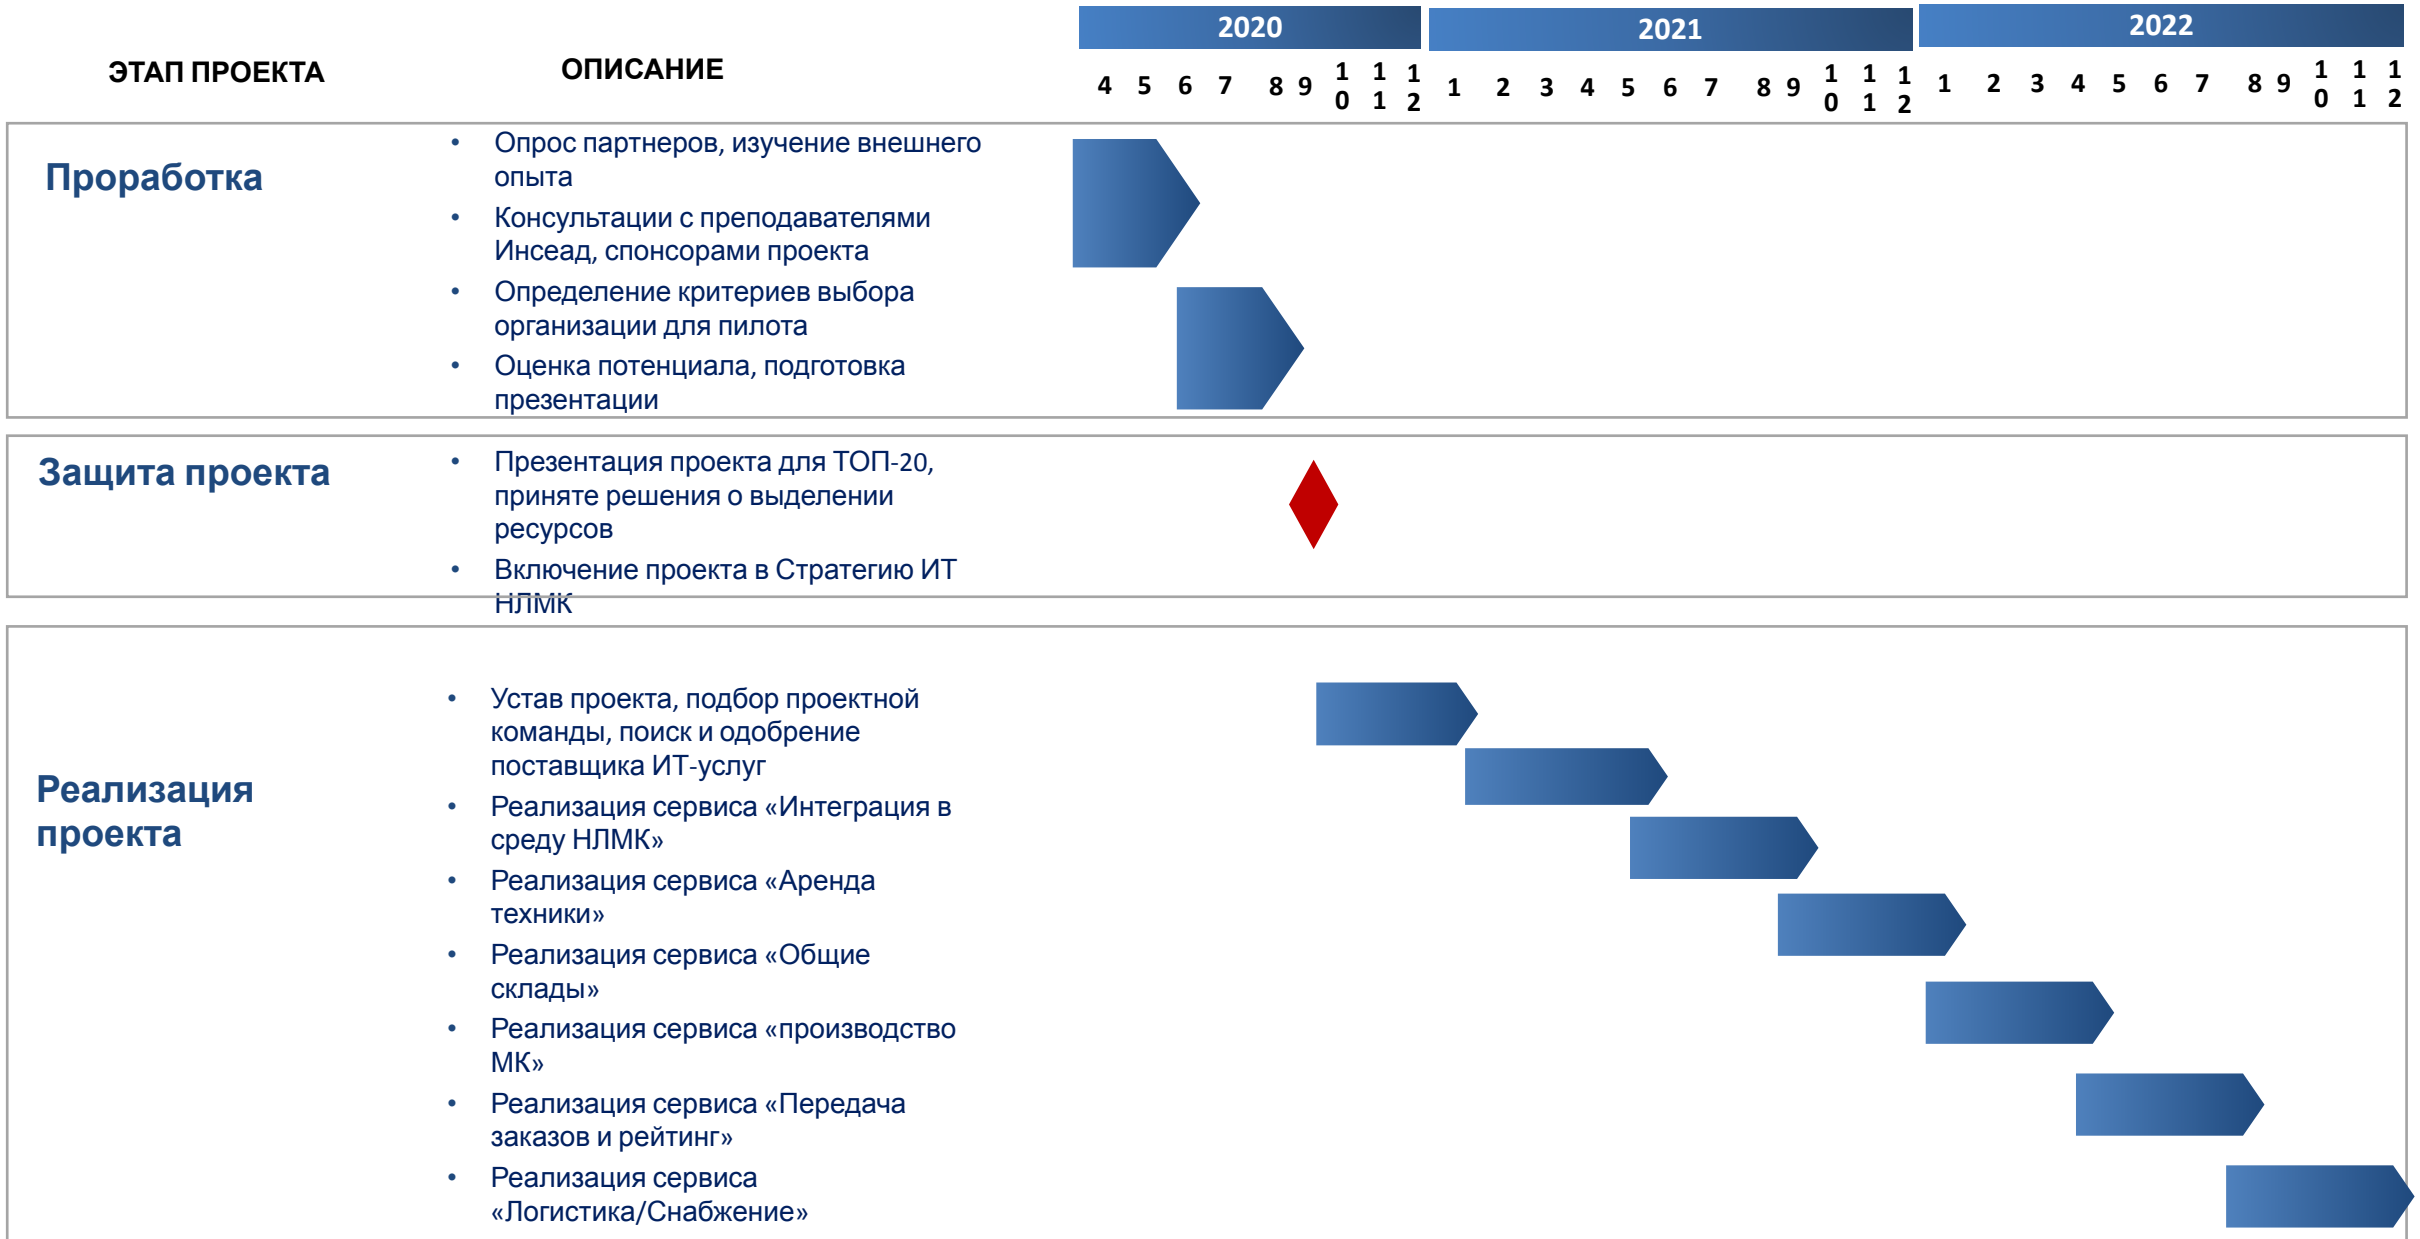 2020
2021
2022
ЭТАП ПРОЕКТА
ОПИСАНИЕ
4 5 6 7 8 9 10 11 12 1 2 3 4 5 6 7 8 9 10 11 12 1 2 3 4 5 6 7 8 9 10 11 12
Проработка
• Опрос партнеров, изучение внешнего
опыта
• Консультации с преподавателями
Инсеад, спонсорами проекта
• Определение критериев выбора
организации для пилота
• Оценка потенциала, подготовка
презентации
Защита проекта
• Презентация проекта для ТОП-20,
приняте решения о выделении
ресурсов
• Включение проекта в Стратегию ИТ
НЛМК
Реализация
проекта
• Устав проекта, подбор проектной
команды, поиск и одобрение
поставщика ИТ-услуг
• Реализация сервиса «Интеграция в
среду НЛМК»
• Реализация сервиса «Аренда
техники»
• Реализация сервиса «Общие
склады»
• Реализация сервиса «производство
МК»
• Реализация сервиса «Передача
заказов и рейтинг»
• Реализация сервиса
«Логистика/Снабжение»